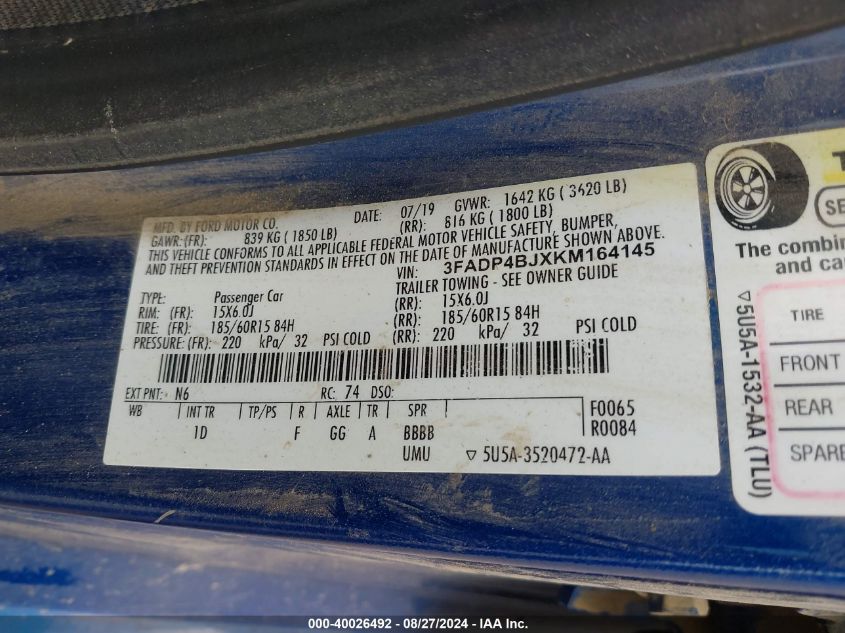 MFD. BY FORD MOTOR CO.
DATE: 07/19 GVWR: 1642 KG ( 3620 LB)
GAWR: (FR): 839 KG ( 1850 LB) (RR): 816 KG ( 1800 LB)
THIS VEHICLE CONFORMS TO ALL APPLICABLE FEDERAL MOTOR VEHICLE SAFETY, BUMPER,
AND THEFT PREVENTION STANDARDS IN EFFECT ON THE DATE OF MANUFACTURE SHOWN ABOVE.
VIN: 3FADP4BJXKM164145
TRAILER TOWING - SEE OWNER GUIDE
TYPE: Passenger Car
RIM: (FR): 15X6.0J (RR): 15X6.0J
TIRE: (FR): 185/60R15 84H (RR): 185/60R15 84H
PRESSURE: (FR): 220 kPa/ 32 PSI COLD (RR): 220 kPa/ 32 PSI COLD
EXT PNT: N6 RC: 74 DSO:
WB INT TR TP/PS R AXLE TR SPR F0065
1D F GG A BBBB R0084
UMU ▽ 5U5A-3520472-AA
The combin
and ca
TIRE
FRONT
REAR
SPARE
▽5U5A-1532-AA (TLU)
000-40026492 - 08/27/2024 - IAA Inc.